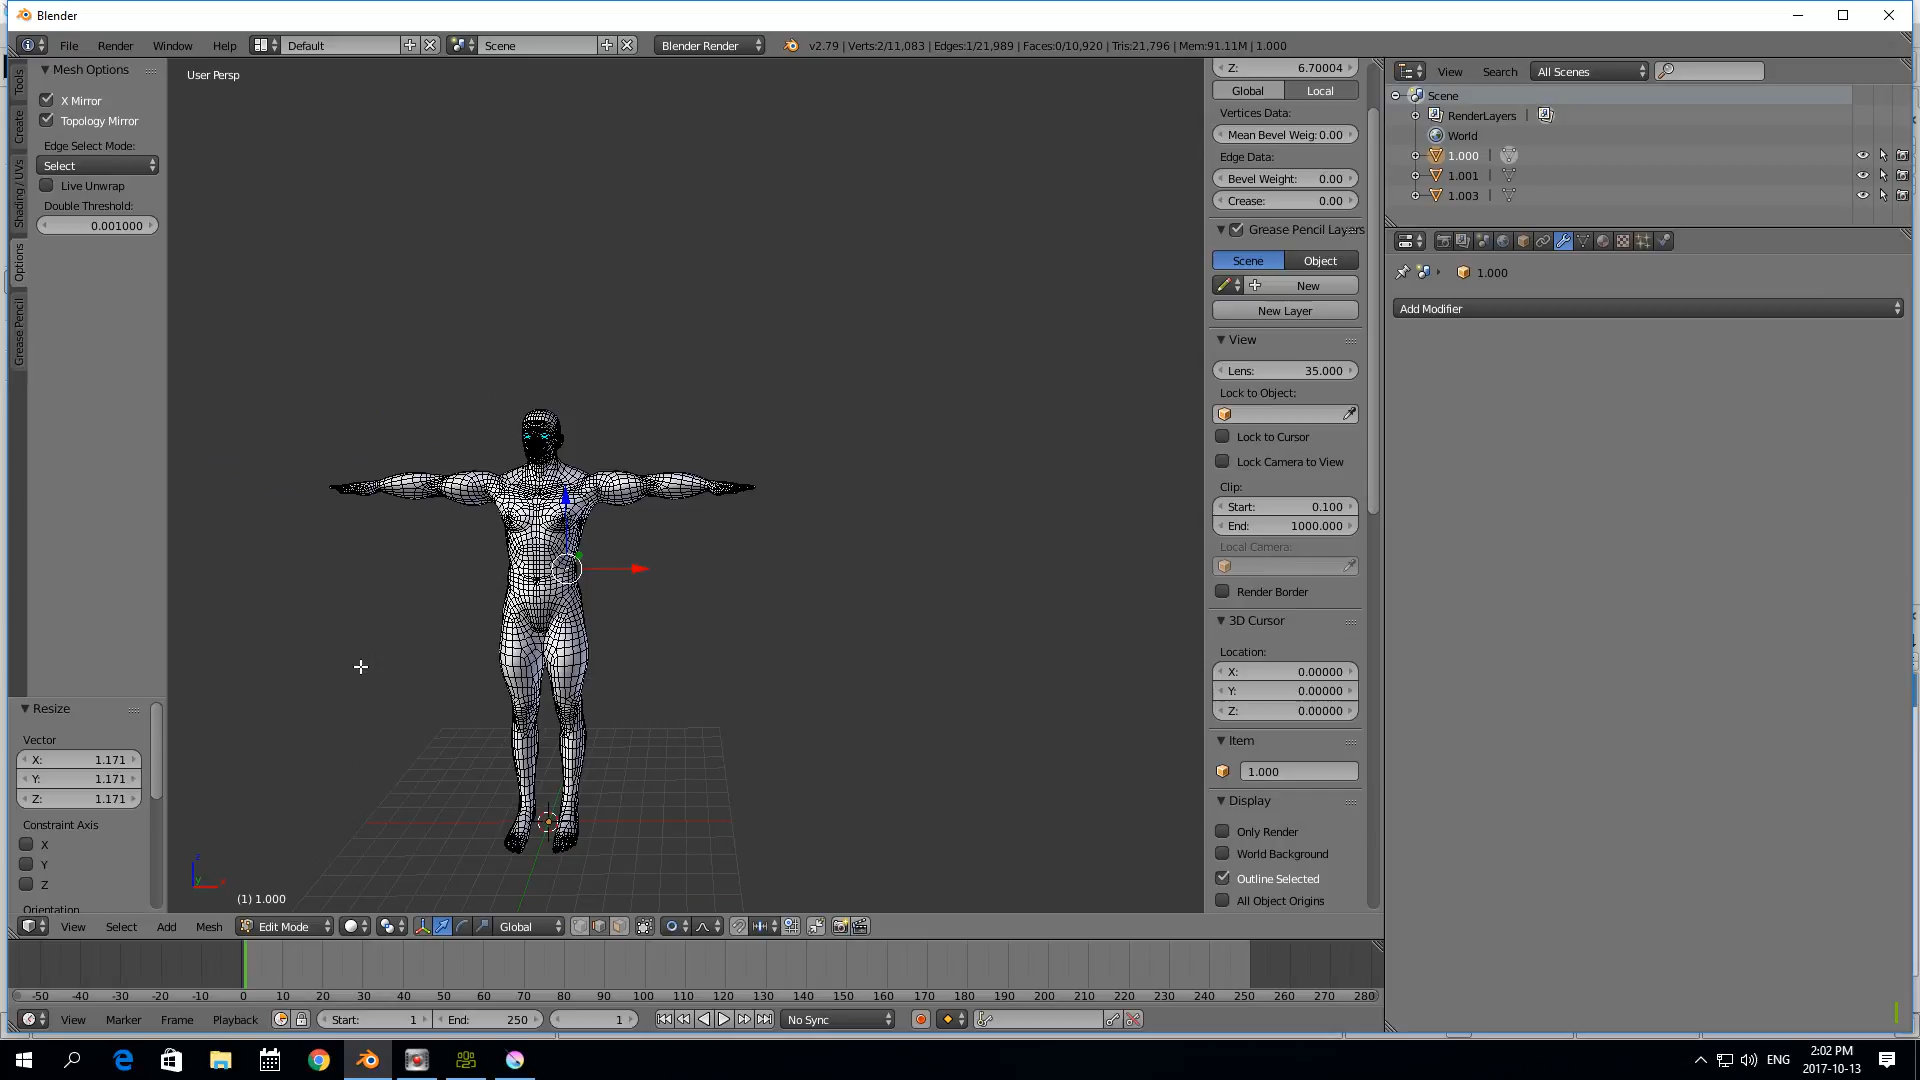 Blender
File Render Window Help Default Scene Blender Render v2.79 | Verts:2/11,083 | Edges:1/21,989 | Faces:0/10,920 | Tris:21,796 | Mem:91.11M | 1.000
Tools
Create
Shading / UVs
Options
Grease Pencil
Mesh Options
X Mirror
Topology Mirror
Edge Select Mode:
Select
Live Unwrap
Double Threshold:
0.001000
Resize
Vector
X: 1.171
Y: 1.171
Z: 1.171
Constraint Axis
X
Y
Z
Orientation
User Persp
(1) 1.000
Z: 6.70004
Global Local
Vertices Data:
Mean Bevel Weig: 0.00
Edge Data:
Bevel Weight: 0.00
Crease: 0.00
Grease Pencil Layers
Scene Object
New
New Layer
View
Lens: 35.000
Lock to Object:
Lock to Cursor
Lock Camera to View
Clip:
Start: 0.100
End: 1000.000
Local Camera:
Render Border
3D Cursor
Location:
X: 0.00000
Y: 0.00000
Z: 0.00000
Item
1.000
Display
Only Render
World Background
Outline Selected
All Object Origins
View Search All Scenes
Scene
RenderLayers |
World
1.000 |
1.001 |
1.003 |
1.000
Add Modifier
View Select Add Mesh Edit Mode Global
-50 -40 -30 -20 -10 0 10 20 30 40 50 60 70 80 90 100 110 120 130 140 150 160 170 180 190 200 210 220 230 240 250 260 270 280
View Marker Frame Playback Start: 1 End: 250 1 No Sync
ENG 2:02 PM
2017-10-13